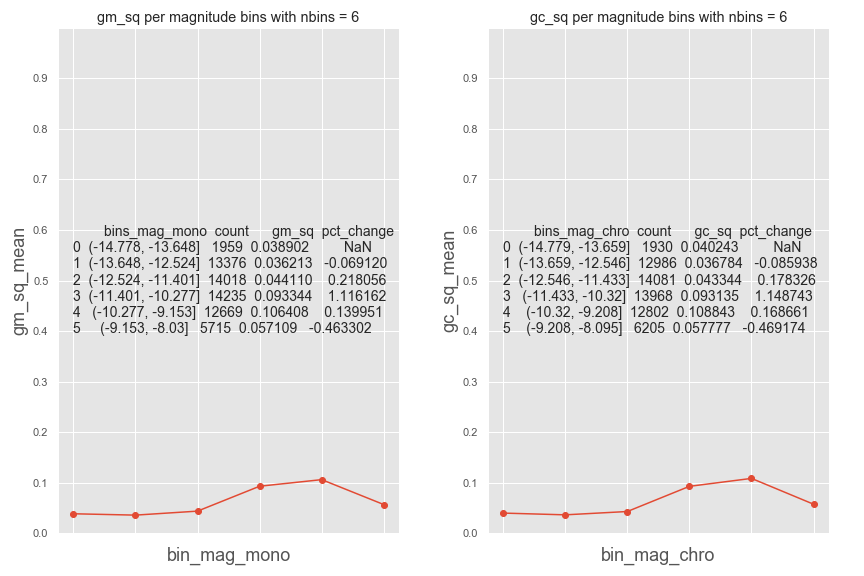 gm_sq per magnitude bins with nbins = 6
0.9
0.8
0.7
0.6
0.5
0.4
0.3
0.2
0.1
0.0
gm_sq_mean
bins_mag_mono count gm_sq pct_change
0 (-14.778, -13.648] 1959 0.038902 NaN
1 (-13.648, -12.524] 13376 0.036213 -0.069120
2 (-12.524, -11.401] 14018 0.044110 0.218056
3 (-11.401, -10.277] 14235 0.093344 1.116162
4 (-10.277, -9.153] 12669 0.106408 0.139951
5 (-9.153, -8.03] 5715 0.057109 -0.463302
bin_mag_mono
gc_sq per magnitude bins with nbins = 6
0.9
0.8
0.7
0.6
0.5
0.4
0.3
0.2
0.1
0.0
gc_sq_mean
bins_mag_chro count gc_sq pct_change
0 (-14.779, -13.659] 1930 0.040243 NaN
1 (-13.659, -12.546] 12986 0.036784 -0.085938
2 (-12.546, -11.433] 14081 0.043344 0.178326
3 (-11.433, -10.32] 13968 0.093135 1.148743
4 (-10.32, -9.208] 12802 0.108843 0.168661
5 (-9.208, -8.095] 6205 0.057777 -0.469174
bin_mag_chro